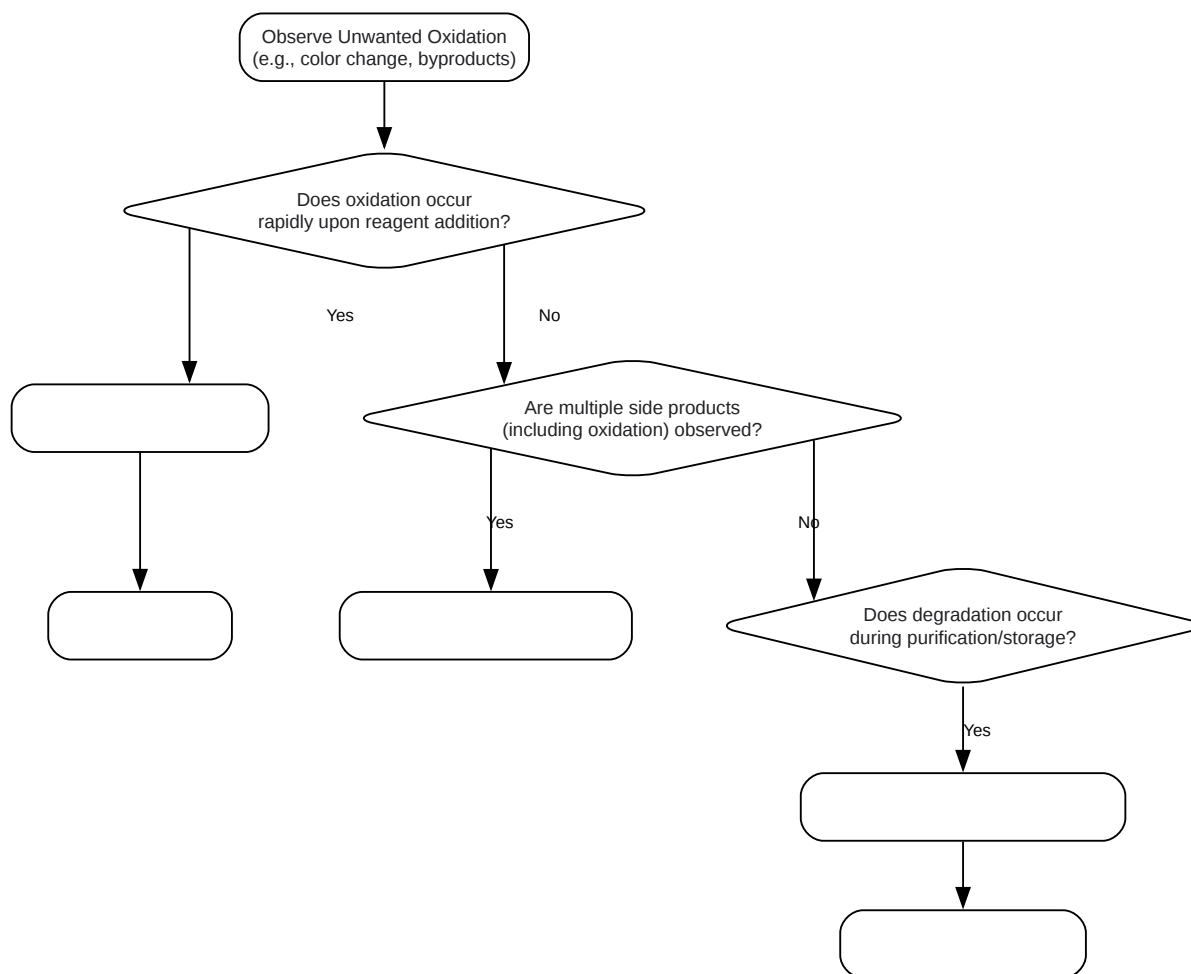 Observe Unwanted Oxidation
(e.g., color change, byproducts)
Does oxidation occur
rapidly upon reagent addition?
Yes
No
Are multiple side products
(including oxidation) observed?
Yes
No
Does degradation occur
during purification/storage?
Yes